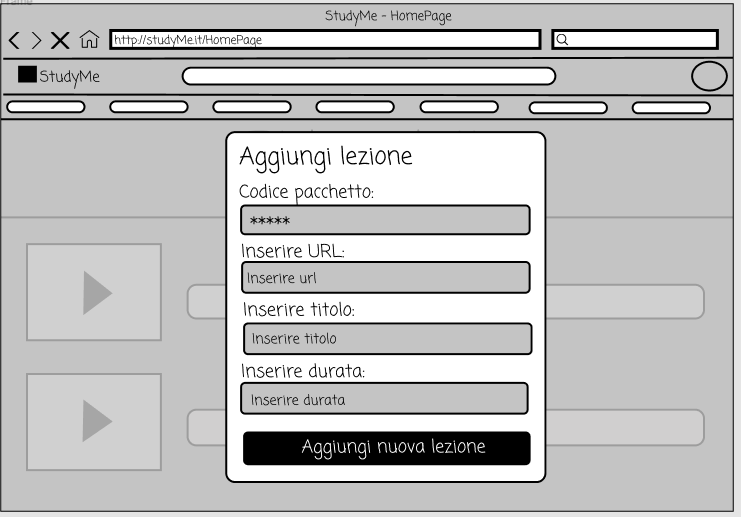 Frame
StudyMe - HomePage
http://studyMe.it/HomePage
StudyMe
Aggiungi lezione
Codice pacchetto:
*****
Inserire URL:
Inserire url
Inserire titolo:
Inserire titolo
Inserire durata:
Inserire durata
Aggiungi nuova lezione